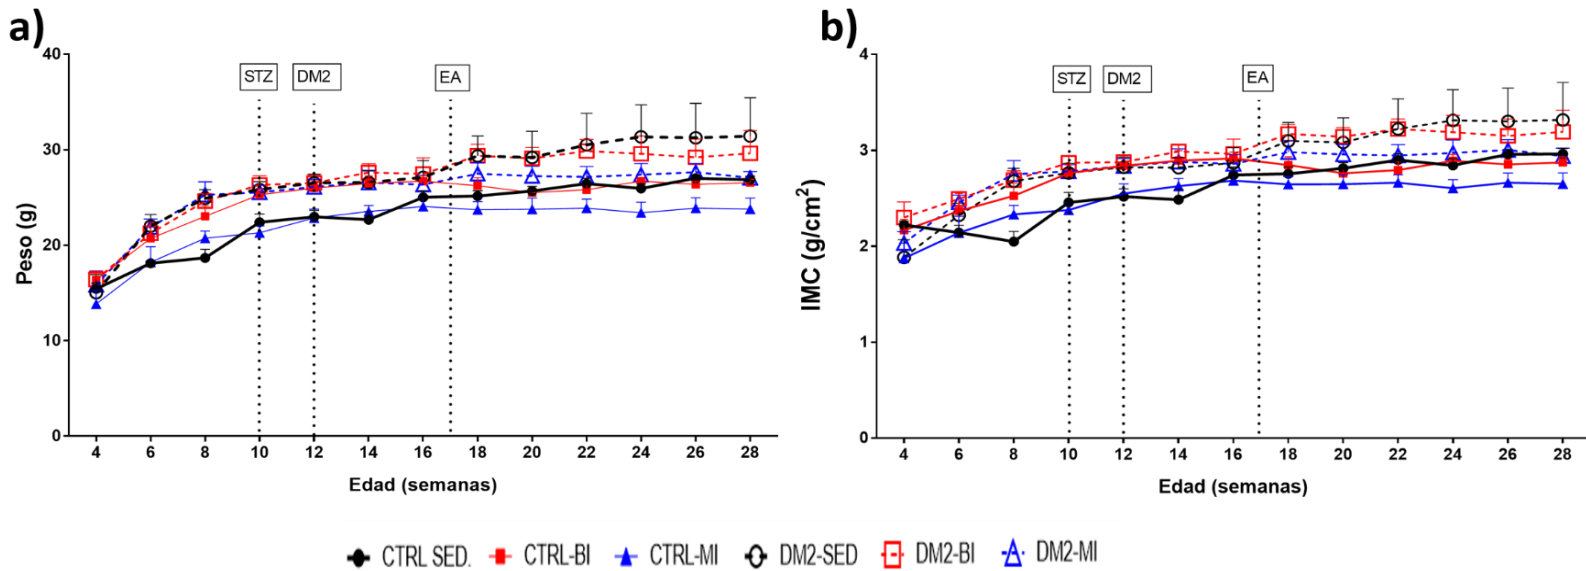 a)
40
30
20
10
0
Peso (g)
STZ
DM2
EA
4 6 8 10 12 14 16 18 20 22 24 26 28
Edad (semanas)
b)
4
3
2
1
0
IMC (g/cm²)
STZ
DM2
EA
4 6 8 10 12 14 16 18 20 22 24 26 28
Edad (semanas)
CTRL SED. CTRL-BI CTRL-MI DM2-SED DM2-BI DM2-MI